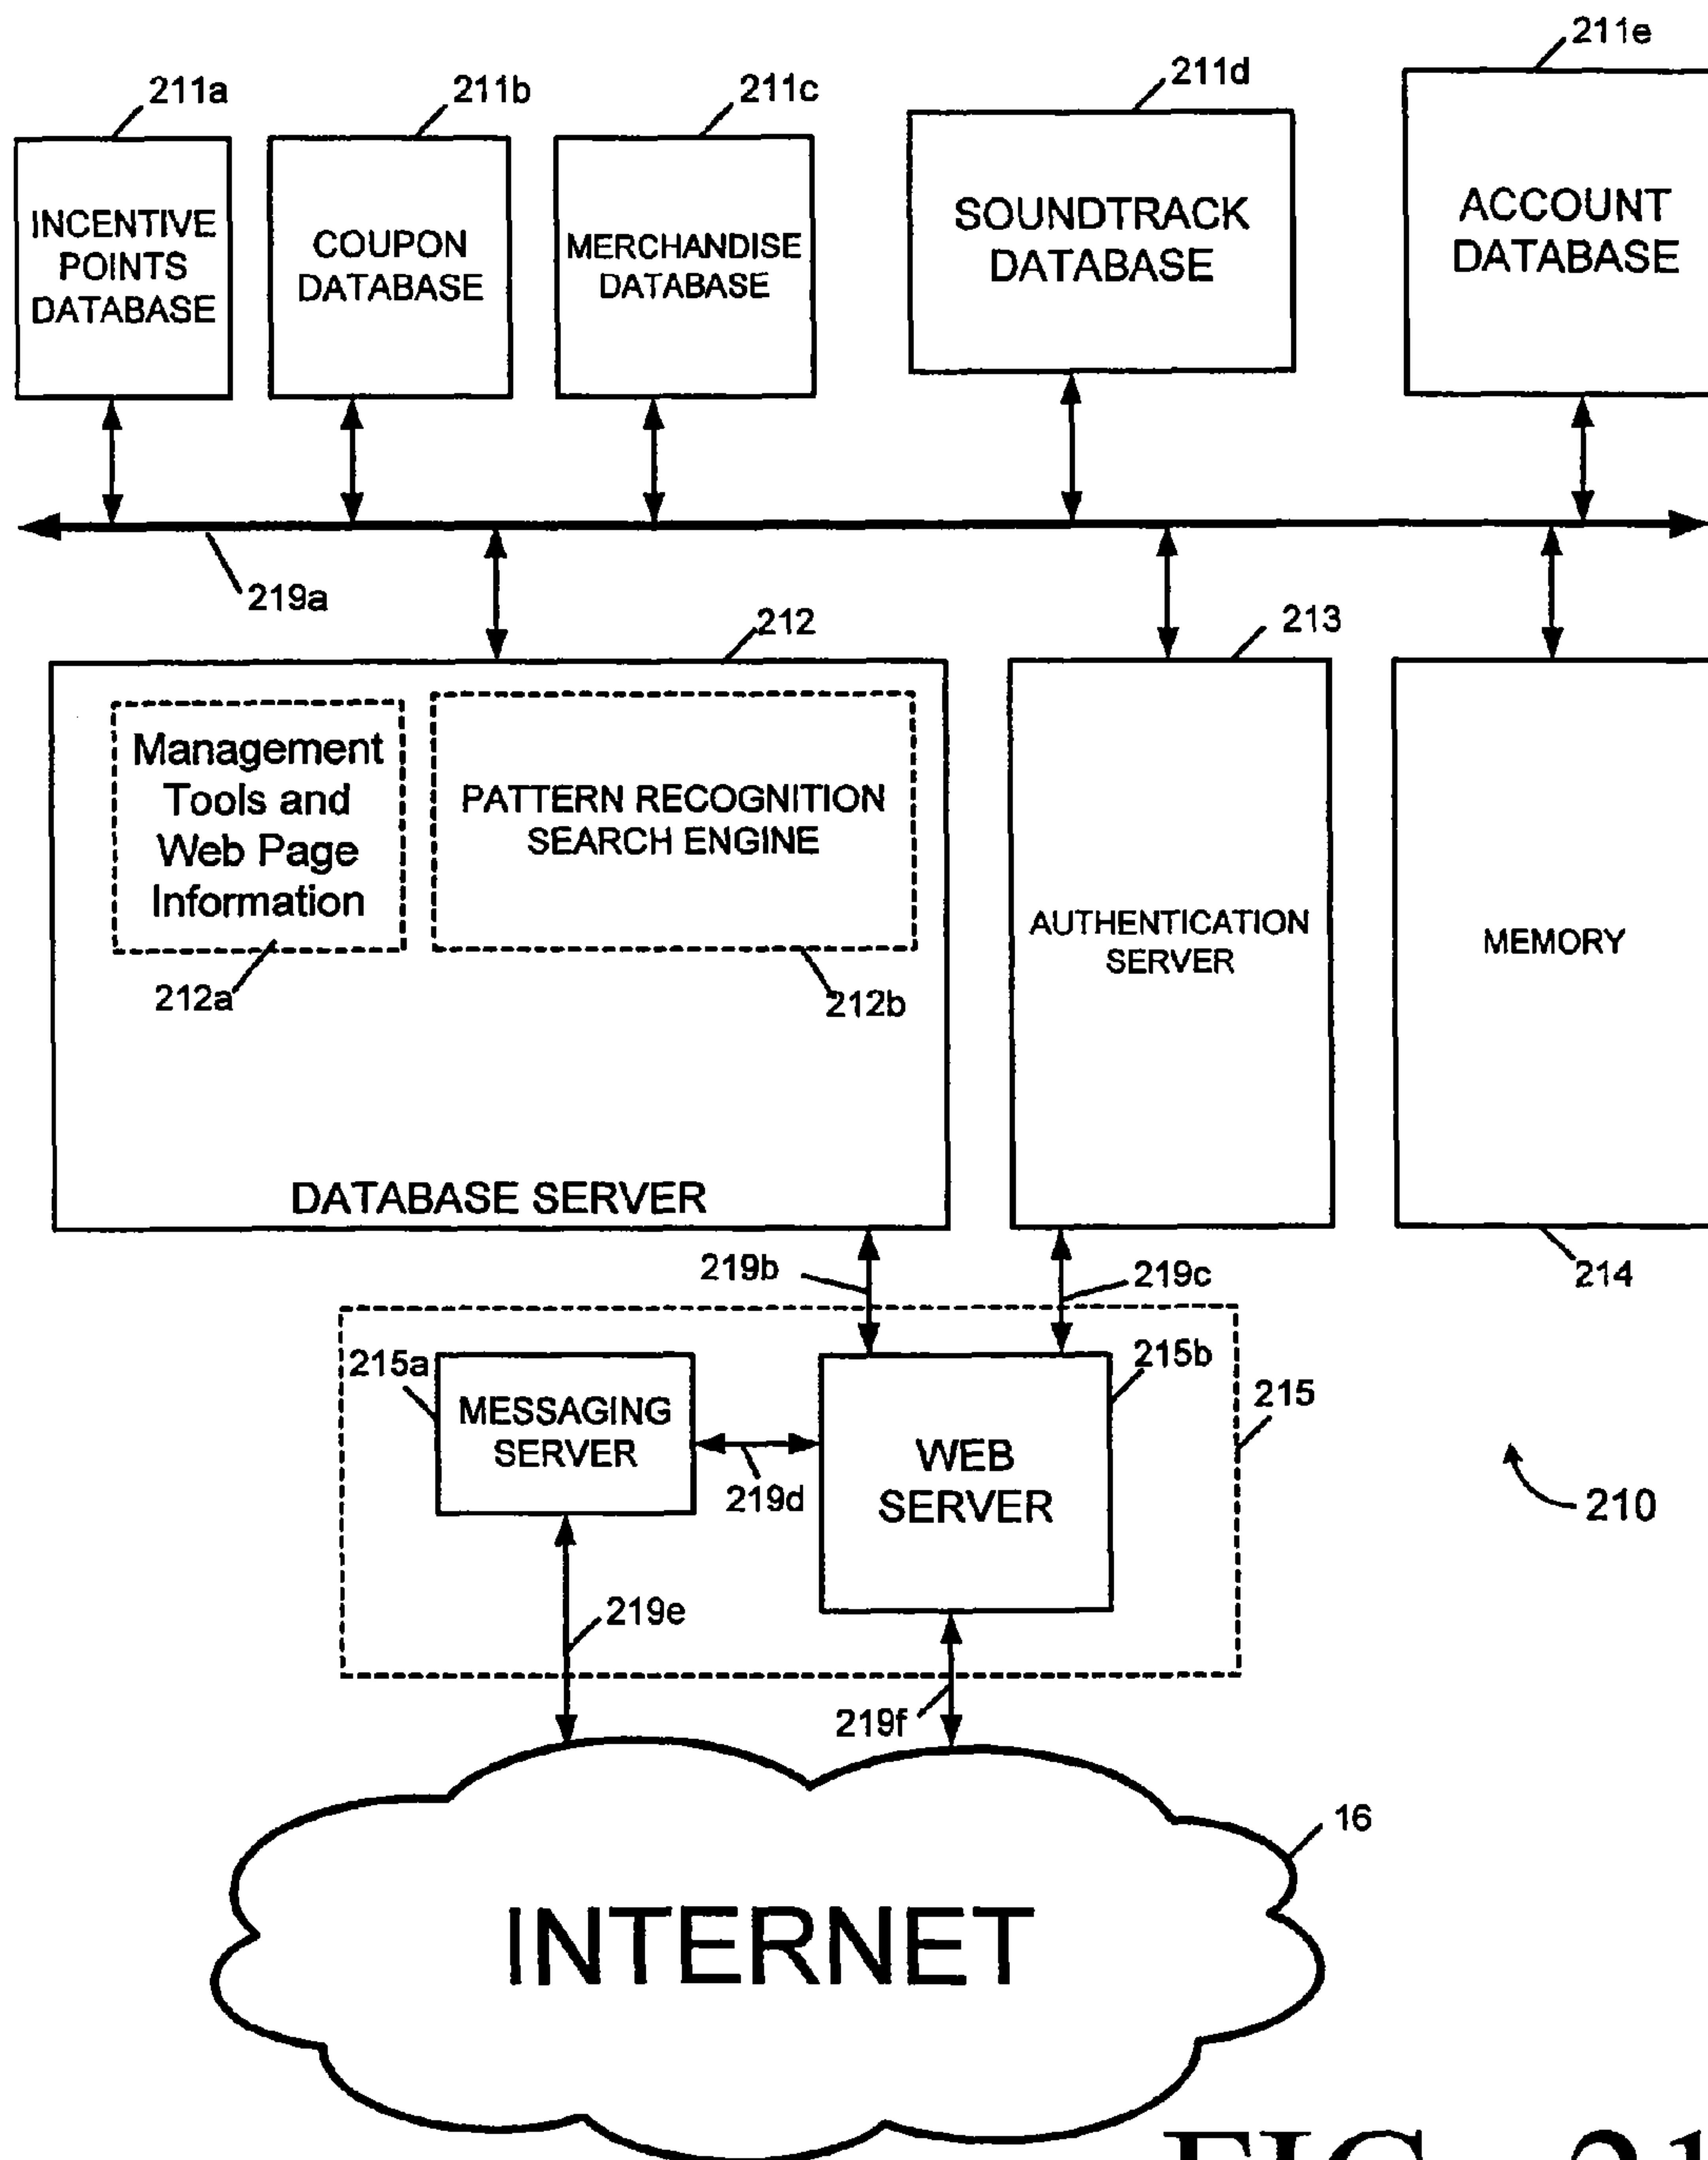 211a
211b
211c
211d
211e
INCENTIVE
POINTS
DATABASE
COUPON
DATABASE
MERCHANDISE
DATABASE
SOUNDTRACK
DATABASE
ACCOUNT
DATABASE
219a
212
213
Management
Tools and
Web Page
Information
PATTERN RECOGNITION
SEARCH ENGINE
212a
212b
DATABASE SERVER
AUTHENTICATION
SERVER
MEMORY
214
219b
219c
215a
215b
215
MESSAGING
SERVER
219d
WEB
SERVER
210
219e
219f
16
INTERNET
FIG. 21